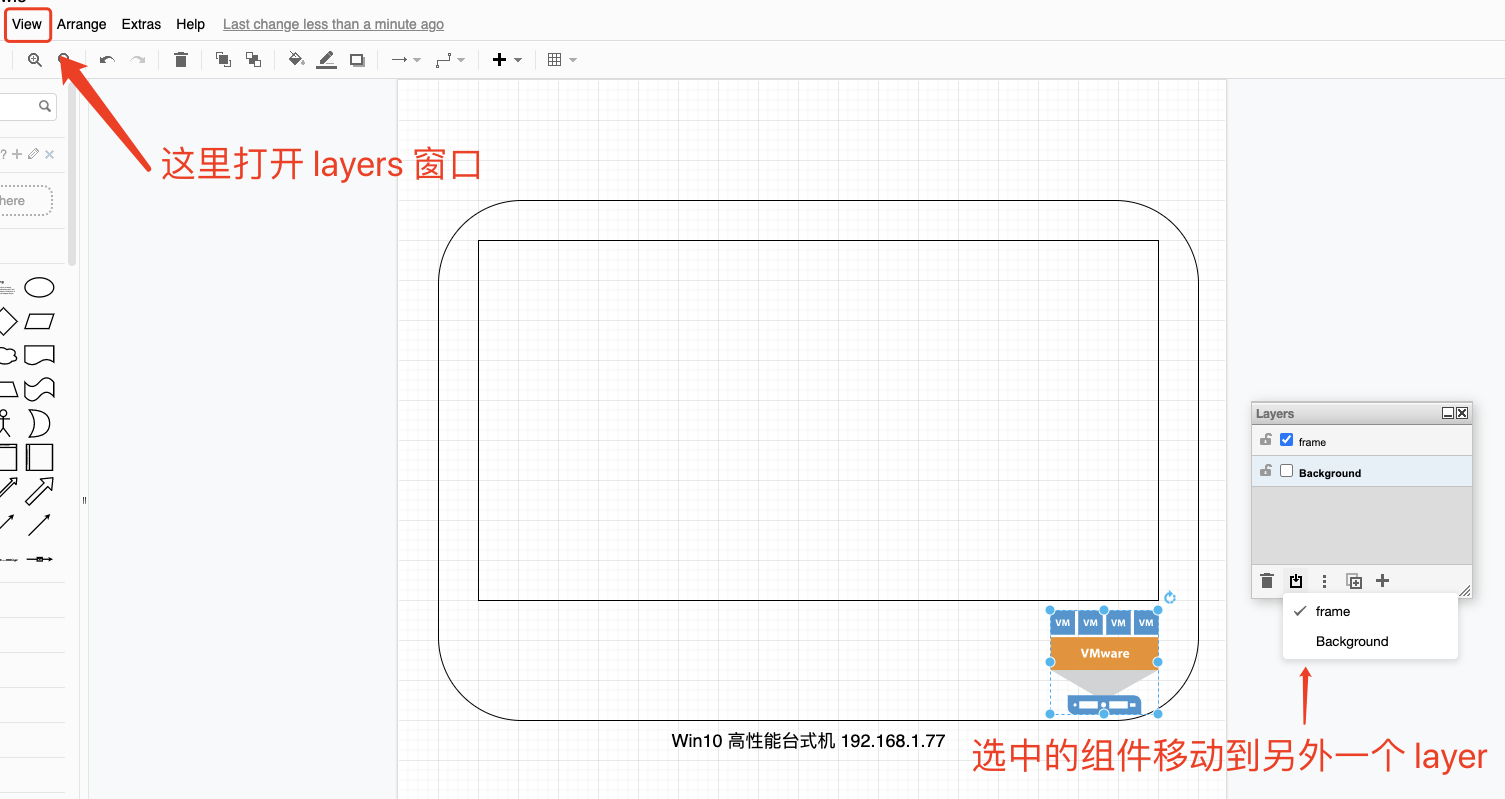 View Arrange Extras Help Last change less than a minute ago
这里打开 layers 窗口
?
here
Layers
frame
Background
VM VM VM VM
VMware
frame
Background
Win10 高性能台式机 192.168.1.77
选中的组件移动到另外一个 layer